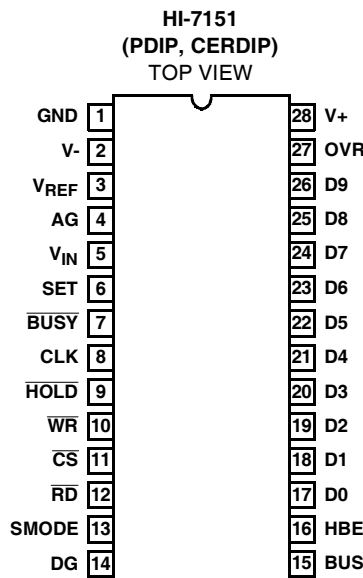 HI-7151
(PDIP, CERDIP)
TOP VIEW
GND 1 28 V+
V- 2 27 OVR
VREF 3 26 D9
AG 4 25 D8
VIN 5 24 D7
SET 6 23 D6
BUSY 7 22 D5
CLK 8 21 D4
HOLD 9 20 D3
WR 10 19 D2
CS 11 18 D1
RD 12 17 D0
SMODE 13 16 HBE
DG 14 15 BUS